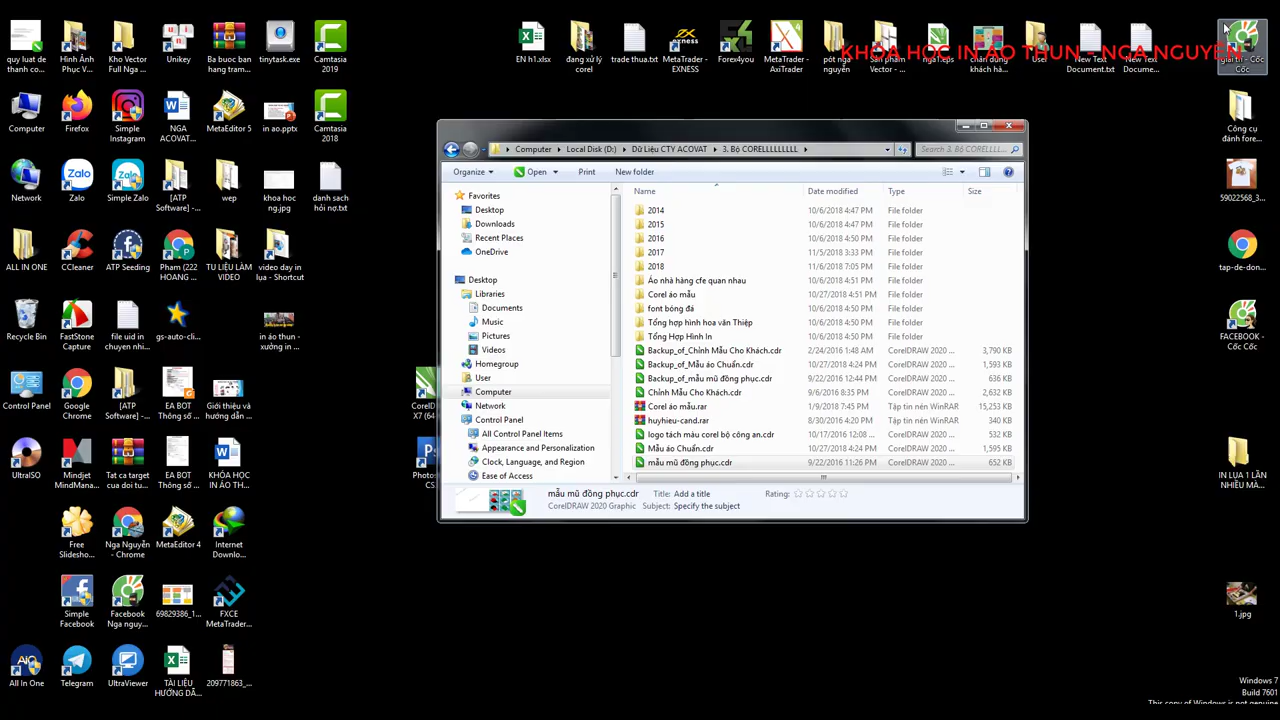 KHÓA HỌC IN ÁO THUN - NGA NGUYỄN
quy luat de
thanh co...
Hình Ảnh
Phục V...
Kho Vector
Full Nga ...
Unikey
Ba buoc ban
hang tram...
tinytask.exe
Camtasia
2019
EN h1.xlsx
đang xử lý
corel
trade thua.txt
MetaTrader -
EXNESS
Forex4you
MetaTrader -
AxiTrader
pót nga
nguyên
Sản phẩm
Vector - ...
nga1.eps
chân dung
khách hà...
User
New Text
Document.txt
New Text
Docume...
giải trí - Cốc
Cốc
Computer
Firefox
Simple
Instagram
NGA
ACOVAT...
MetaEditor 5
in ao.pptx
Camtasia
2018
Công cụ
đánh fore...
Network
Zalo
Simple Zalo
[ATP
Software] -...
wep
khoa hoc
ng.jpg
danh sach
hỏi nợ.txt
59022568_3...
ALL IN ONE
CCleaner
ATP Seeding
Pham (222
HOANG ...
TƯ LIỆU LÀM
VIDEO
video day in
lụa - Shortcut
tap-de-don...
Recycle Bin
FastStone
Capture
file uid in
chuyen nhi...
gs-auto-cli...
in áo thun -
xưởng in ...
FACEBOOK
- Cốc Cốc
Control Panel
Google
Chrome
[ATP
Software] -...
EA BOT
Thông số ...
Giới thiệu và
hướng dẫn ...
CorelD
X7 (64
UltraISO
Mindjet
MindMana...
Tat ca target
cua doi tu...
EA BOT
Thông số ...
KHÓA HỌC
IN ÁO TH...
Photos
CS
IN LỤA 1 LẦN
NHIỀU MÀ...
Free
Slidesho...
Nga Nguyễn
- Chrome
MetaEditor 4
Internet
Downlo...
Simple
Facebook
Facebook
Nga nguye...
69829386_1...
FXCE
MetaTrader...
1.jpg
All In One
Telegram
UltraViewer
TÀI LIỆU
HƯỚNG DẪ...
209771863_...
Computer Local Disk (D:) Dữ Liệu CTY ACOVAT 3. Bộ CORELLLLLLLLL Search 3. Bộ CORELLLL...
Organize Open Print New folder
Name Date modified Type Size
Favorites
Desktop
Downloads
Recent Places
OneDrive
Desktop
Libraries
Documents
Music
Pictures
Videos
Homegroup
User
Computer
Network
Control Panel
All Control Panel Items
Appearance and Personalization
Clock, Language, and Region
Ease of Access
2014 10/6/2018 4:47 PM File folder
2015 10/6/2018 4:47 PM File folder
2016 10/6/2018 4:50 PM File folder
2017 11/5/2018 3:33 PM File folder
2018 11/6/2018 7:05 PM File folder
Áo nhà hàng cfe quan nhau 10/6/2018 4:51 PM File folder
Corel áo mẫu 10/27/2018 4:51 PM File folder
font bóng đá 10/6/2018 4:50 PM File folder
Tổng hợp hình hoa văn Thiệp 10/6/2018 4:50 PM File folder
Tổng Hợp Hình In 10/6/2018 4:50 PM File folder
Backup_of_Chỉnh Mẫu Cho Khách.cdr 2/24/2016 1:48 AM CorelDRAW 2020 ... 3,790 KB
Backup_of_Mẫu áo Chuẩn.cdr 10/27/2018 4:24 PM CorelDRAW 2020 ... 1,593 KB
Backup_of_mẫu mũ đồng phục.cdr 9/22/2016 12:44 PM CorelDRAW 2020 ... 636 KB
Chỉnh Mẫu Cho Khách.cdr 9/6/2016 8:35 PM CorelDRAW 2020 ... 2,632 KB
Corel áo mẫu.rar 1/9/2018 7:45 PM Tập tin nén WinRAR 15,253 KB
huyhieu-cand.rar 8/30/2016 4:20 PM Tập tin nén WinRAR 340 KB
logo tách màu corel bộ công an.cdr 10/17/2016 12:08 ... CorelDRAW 2020 ... 532 KB
Mẫu áo Chuẩn.cdr 10/27/2018 4:24 PM CorelDRAW 2020 ... 1,595 KB
mẫu mũ đồng phục.cdr 9/22/2016 11:26 PM CorelDRAW 2020 ... 652 KB
mẫu mũ đồng phục.cdr Title: Add a title Rating:
CorelDRAW 2020 Graphic Subject: Specify the subject
Windows 7
Build 7601
This copy of Windows is not genuine